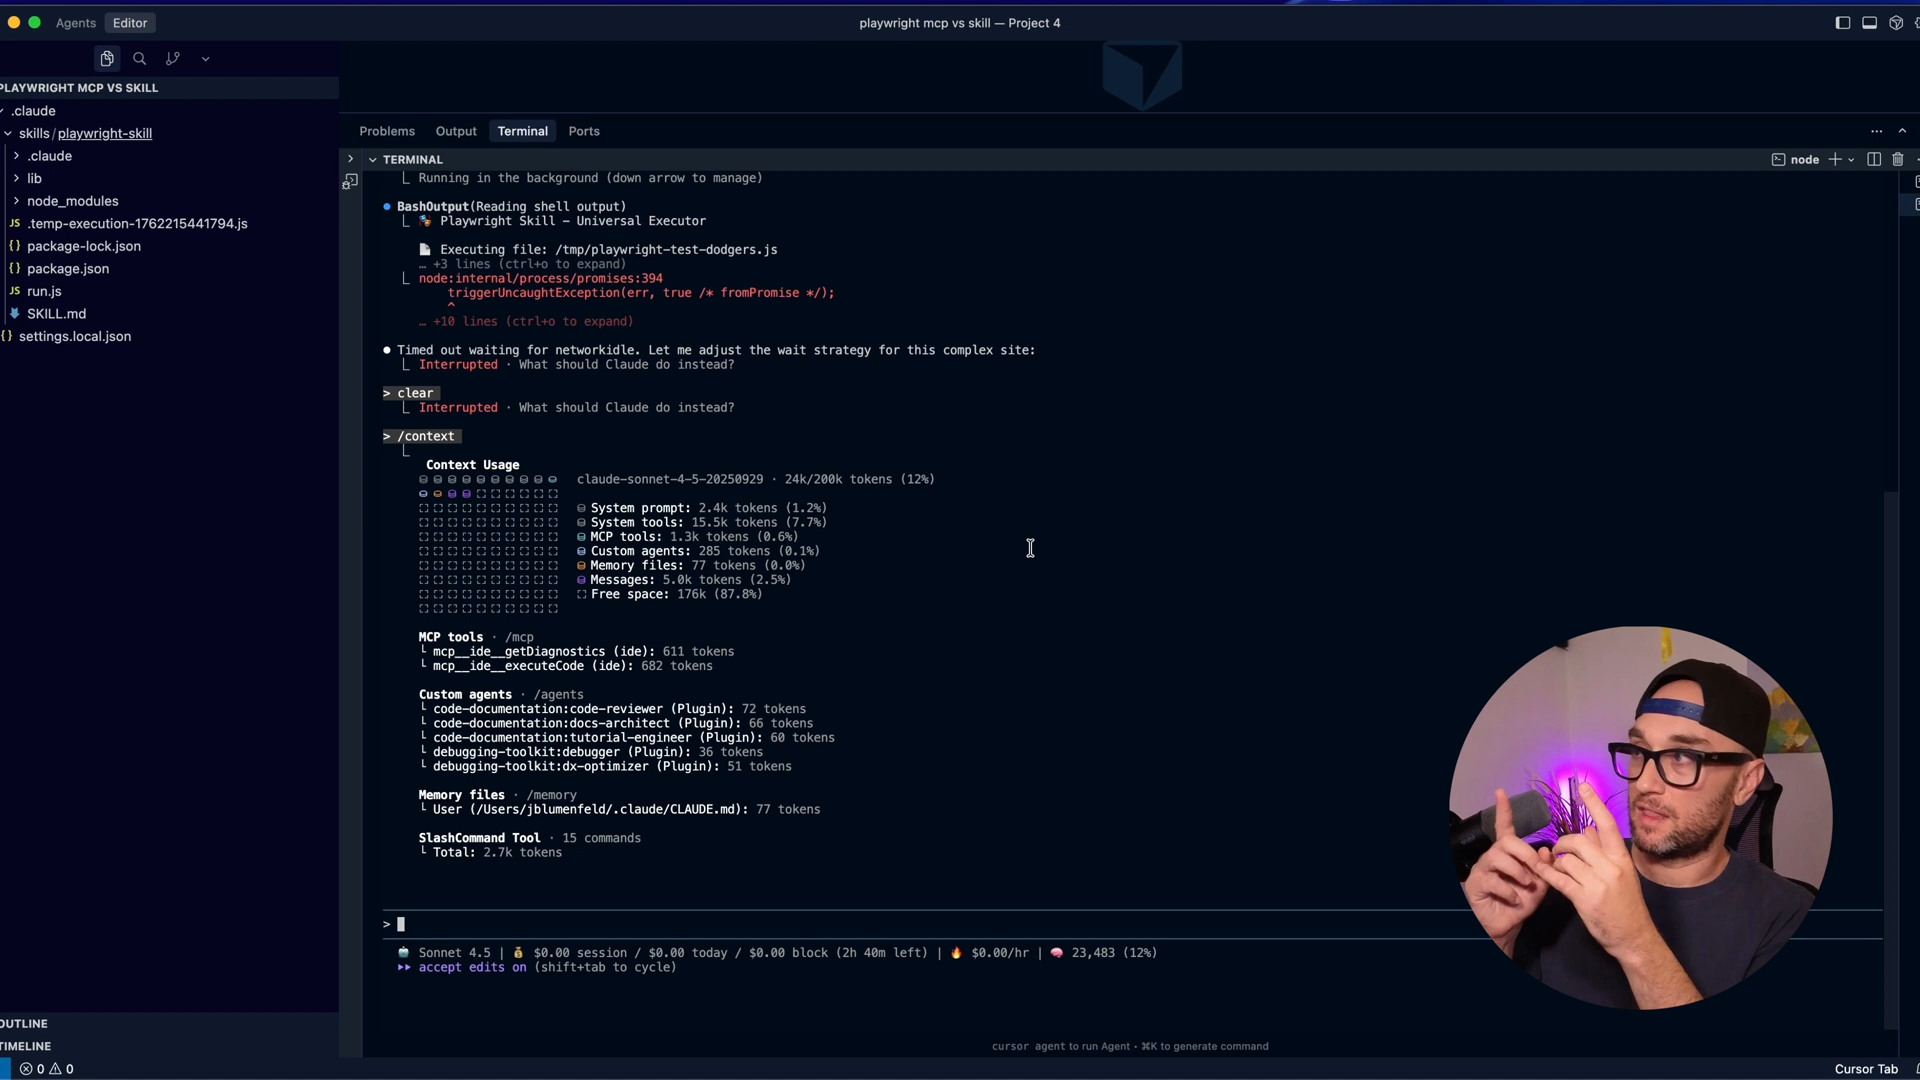 Agents Editor
playwright mcp vs skill — Project 4
PLAYWRIGHT MCP VS SKILL
.claude
skills / playwright-skill
.claude
lib
node_modules
JS .temp-execution-1762215441794.js
{} package-lock.json
{} package.json
JS run.js
SKILL.md
{} settings.local.json
OUTLINE
TIMELINE
0 0
Problems Output Terminal Ports
TERMINAL
node
Running in the background (down arrow to manage)
BashOutput(Reading shell output)
Playwright Skill – Universal Executor
Executing file: /tmp/playwright-test-dodgers.js
… +3 lines (ctrl+o to expand)
node:internal/process/promises:394
triggerUncaughtException(err, true /* fromPromise */);
^
… +10 lines (ctrl+o to expand)
Timed out waiting for networkidle. Let me adjust the wait strategy for this complex site:
Interrupted · What should Claude do instead?
> clear
Interrupted · What should Claude do instead?
> /context
Context Usage
claude-sonnet-4-5-20250929 · 24k/200k tokens (12%)
System prompt: 2.4k tokens (1.2%)
System tools: 15.5k tokens (7.7%)
MCP tools: 1.3k tokens (0.6%)
Custom agents: 285 tokens (0.1%)
Memory files: 77 tokens (0.0%)
Messages: 5.0k tokens (2.5%)
Free space: 176k (87.8%)
MCP tools · /mcp
└ mcp__ide__getDiagnostics (ide): 611 tokens
└ mcp__ide__executeCode (ide): 682 tokens
Custom agents · /agents
└ code-documentation:code-reviewer (Plugin): 72 tokens
└ code-documentation:docs-architect (Plugin): 66 tokens
└ code-documentation:tutorial-engineer (Plugin): 60 tokens
└ debugging-toolkit:debugger (Plugin): 36 tokens
└ debugging-toolkit:dx-optimizer (Plugin): 51 tokens
Memory files · /memory
└ User (/Users/jblumenfeld/.claude/CLAUDE.md): 77 tokens
SlashCommand Tool · 15 commands
└ Total: 2.7k tokens
>
Sonnet 4.5 | $0.00 session / $0.00 today / $0.00 block (2h 40m left) | $0.00/hr | 23,483 (12%)
accept edits on (shift+tab to cycle)
cursor agent to run Agent · ⌘K to generate command
Cursor Tab